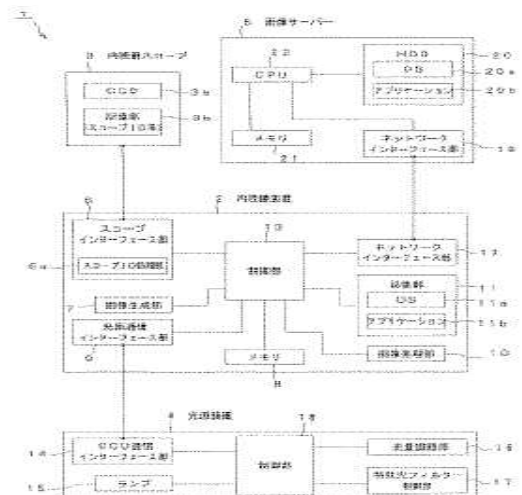 1
3 内視鏡スコープ
CCD
3a
記憶部
(スコープID等)
3b
5 画像サーバー
22
CPU
HDD
20
OS
20a
アプリケーション
20b
メモリ
21
ネットワーク
インターフェース部
2 内視鏡装置
6
スコープ
インターフェース部
スコープID処理部
6a
13
制御部
ネットワーク
インターフェース部
12
記憶部
11
OS
11a
アプリケーション
11b
画像生成部
7
光源通信
インターフェース部
9
メモリ
8
画像処理部
10
4 光源装置
CCU通信
インターフェース部
14
ランプ
15
18
制御部
光量調節部
16
特殊光フィルター
制御部
17